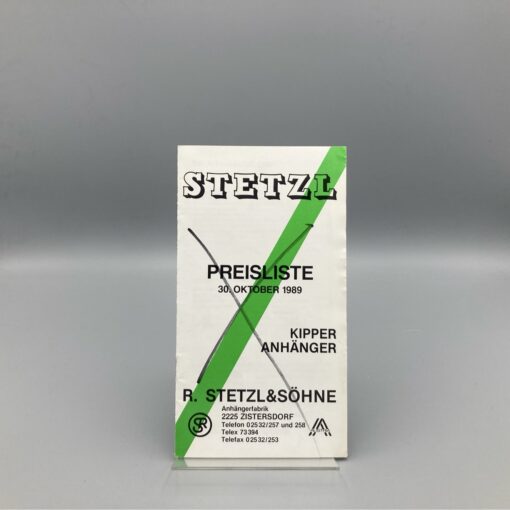 STETZL
PREISLISTE
30. OKTOBER 1989
KIPPER
ANHÄNGER
R. STETZL&SÖHNE
Anhängerfabrik
2225 ZISTERSDORF
Telefon 02532/257 und 258
Telex 73394
Telefax 02532/253